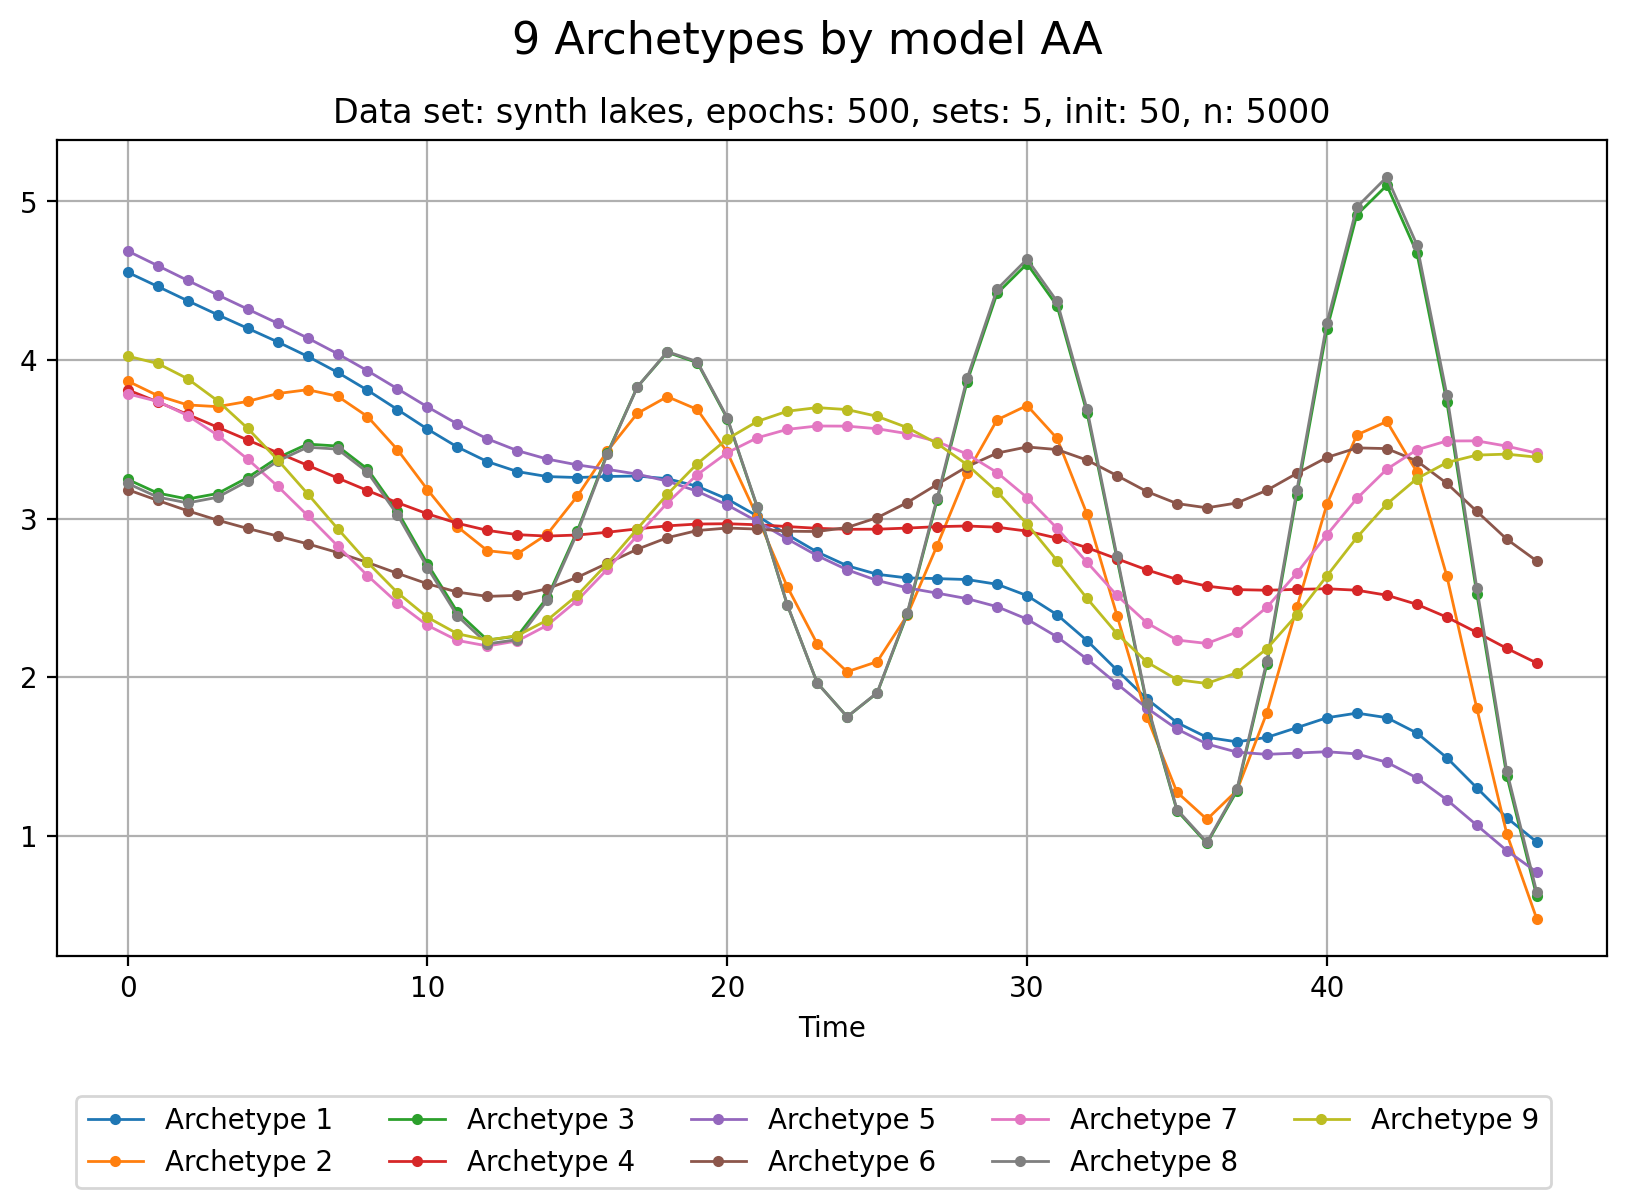 9 Archetypes by model AA
Data set: synth lakes, epochs: 500, sets: 5, init: 50, n: 5000
5
4
3
2
1
0 10 20 30 40
Time
Archetype 1 Archetype 3 Archetype 5 Archetype 7 Archetype 9
Archetype 2 Archetype 4 Archetype 6 Archetype 8